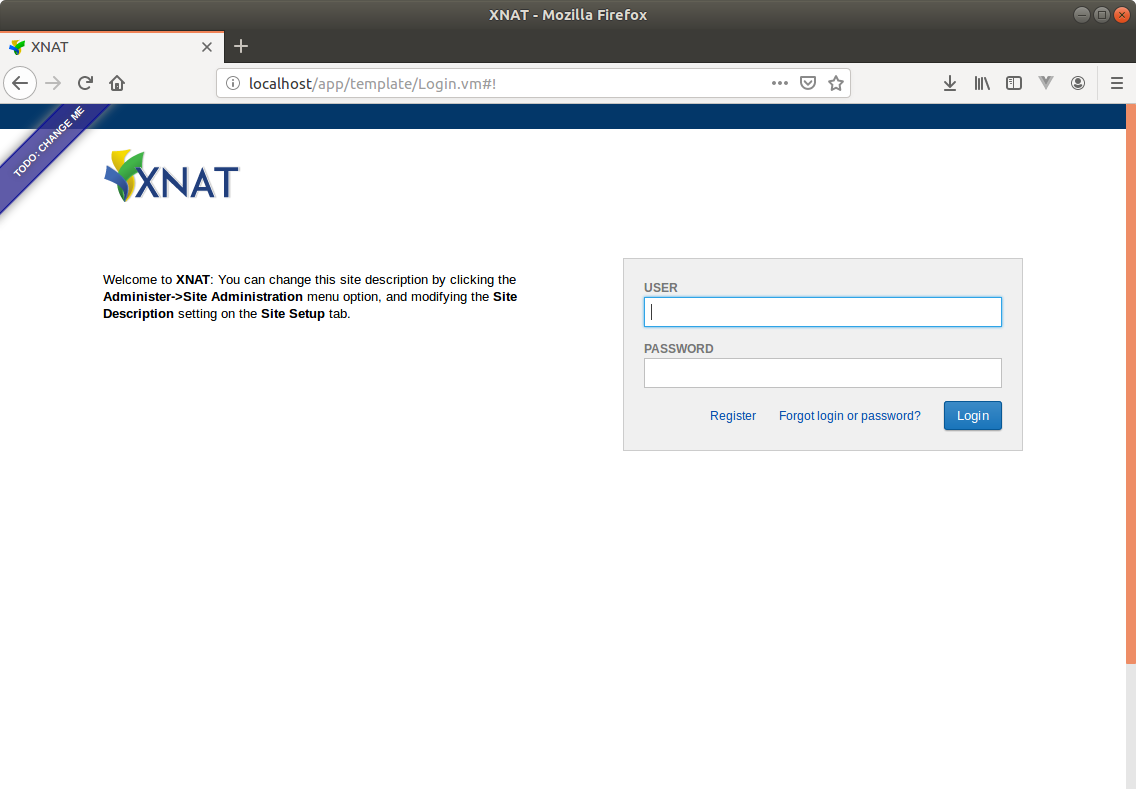 XNAT - Mozilla Firefox
XNAT
localhost/app/template/Login.vm#!
TODO: CHANGE ME
XNAT
Welcome to XNAT: You can change this site description by clicking the
Administer->Site Administration menu option, and modifying the Site
Description setting on the Site Setup tab.
USER
PASSWORD
Register Forgot login or password? Login